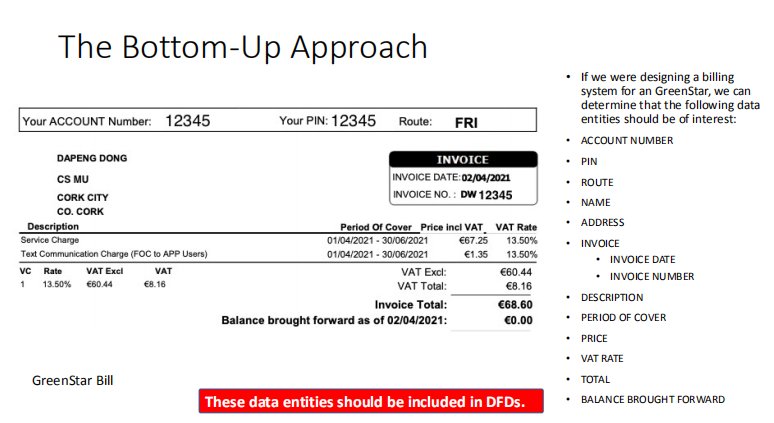 The Bottom-Up Approach
Your ACCOUNT Number: 12345 Your PIN: 12345 Route: FRI
DAPENG DONG
CS MU
CORK CITY
CO. CORK
INVOICE
INVOICE DATE: 02/04/2021
INVOICE NO. : DW 12345
Description Period Of Cover Price incl VAT VAT Rate
Service Charge 01/04/2021 - 30/06/2021 €67.25 13.50%
Text Communication Charge (FOC to APP Users) 01/04/2021 - 30/06/2021 €1.35 13.50%
VC Rate VAT Excl VAT
1 13.50% €60.44 €8.16
VAT Excl: €60.44
VAT Total: €8.16
Invoice Total: €68.60
Balance brought forward as of 02/04/2021: €0.00
GreenStar Bill
These data entities should be included in DFDs.
• If we were designing a billing
system for an GreenStar, we can
determine that the following data
entities should be of interest:
• ACCOUNT NUMBER
• PIN
• ROUTE
• NAME
• ADDRESS
• INVOICE
• INVOICE DATE
• INVOICE NUMBER
• DESCRIPTION
• PERIOD OF COVER
• PRICE
• VAT RATE
• TOTAL
• BALANCE BROUGHT FORWARD